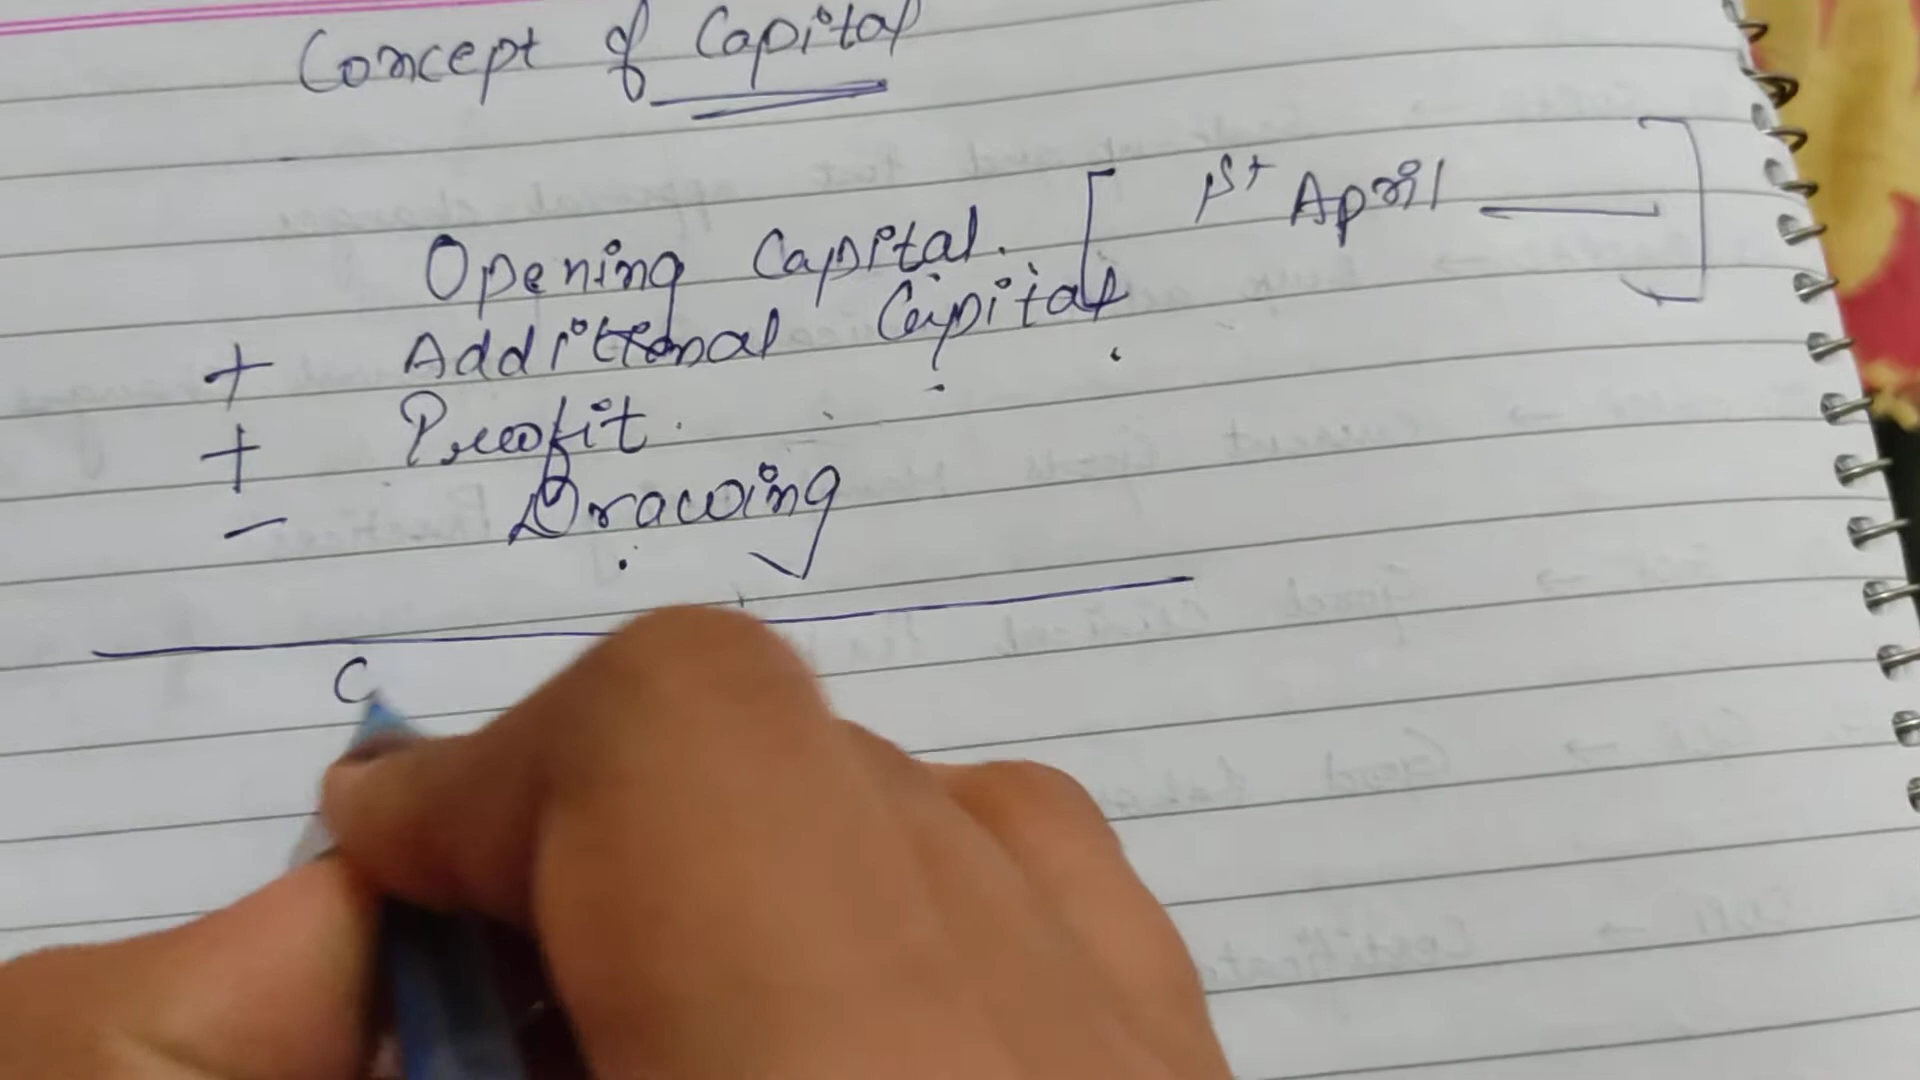 Concept of Capital
Opening Capital. [ 1st April — ]
+ Additional Capital
+ Profit.
- Drawing
C